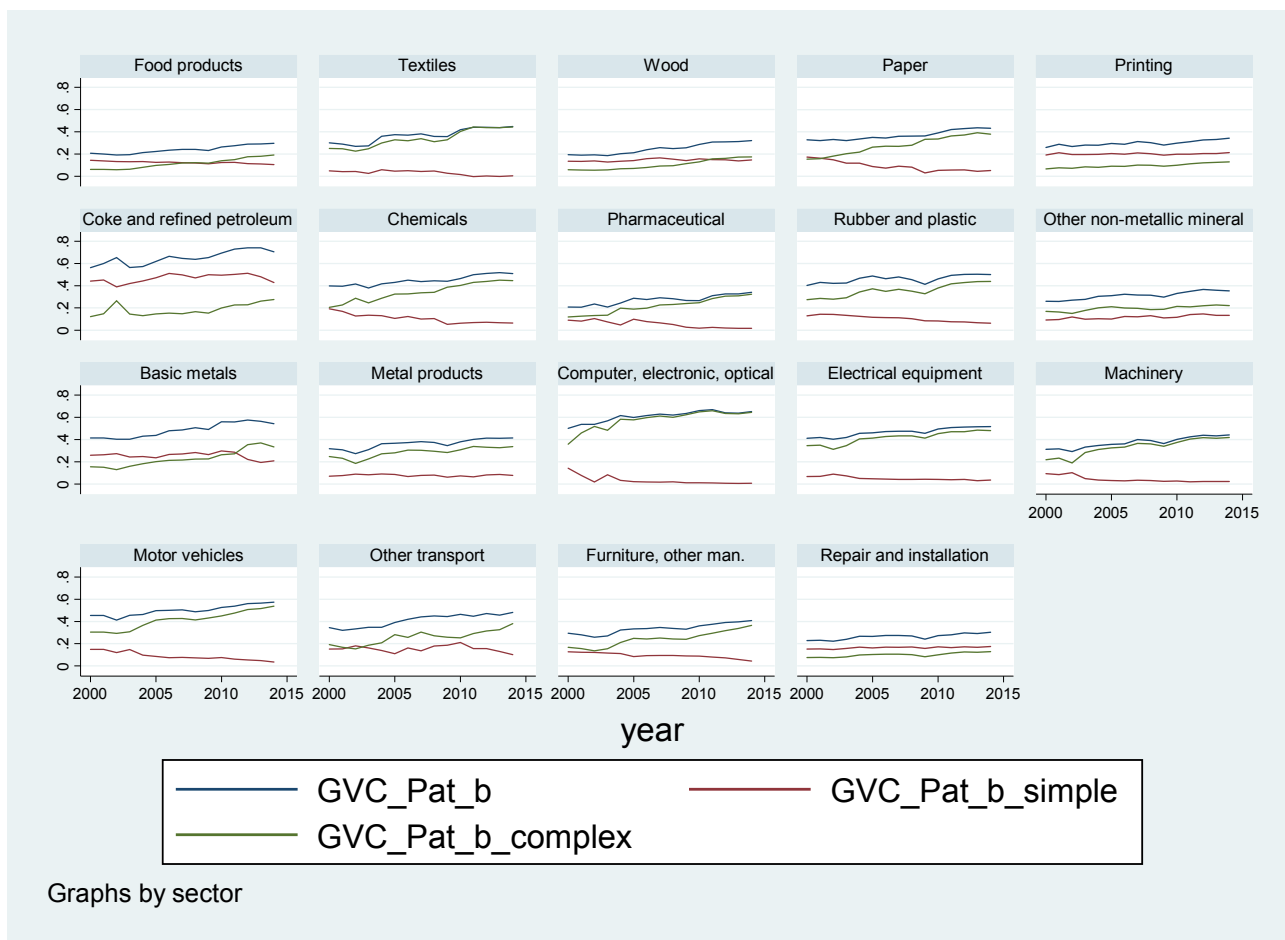 Food products Textiles Wood Paper Printing
0 .2 .4 .6 .8
Coke and refined petroleum Chemicals Pharmaceutical Rubber and plastic Other non-metallic mineral
0 .2 .4 .6 .8
Basic metals Metal products Computer, electronic, optical Electrical equipment Machinery
0 .2 .4 .6 .8
2000 2005 2010 2015
Motor vehicles Other transport Furniture, other man. Repair and installation
0 .2 .4 .6 .8
2000 2005 2010 2015 2000 2005 2010 2015 2000 2005 2010 2015 2000 2005 2010 2015
year
GVC_Pat_b GVC_Pat_b_simple
GVC_Pat_b_complex
Graphs by sector